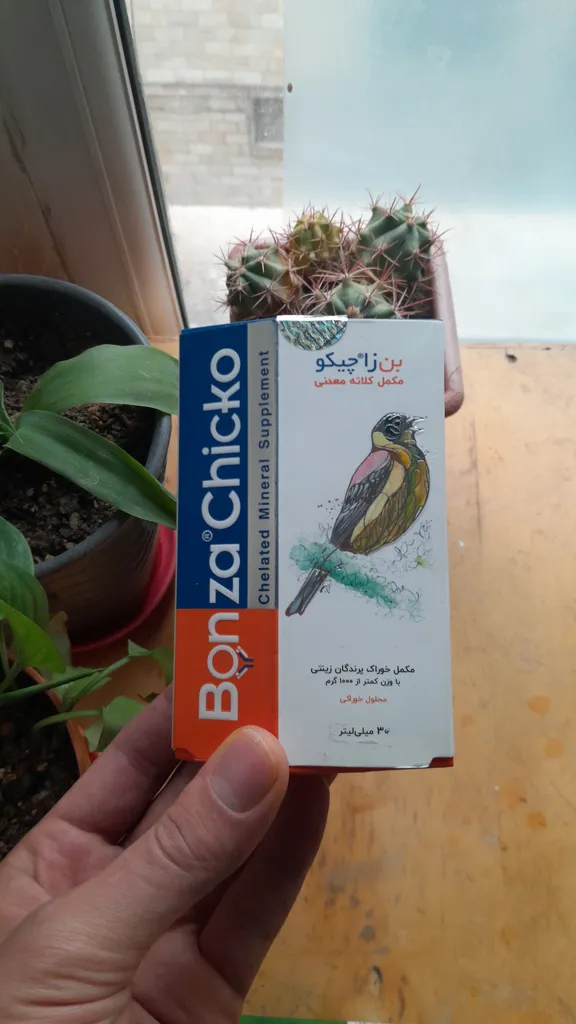 Bonza® Chicko
Chelated Mineral Supplement
بن زا® چیکو
مکمل کلاته معدنی
مکمل خوراک پرندگان زینتی
با وزن کمتر از ۱۰۰۰ گرم
محلول خوراکی
۳۰ میلی‌لیتر